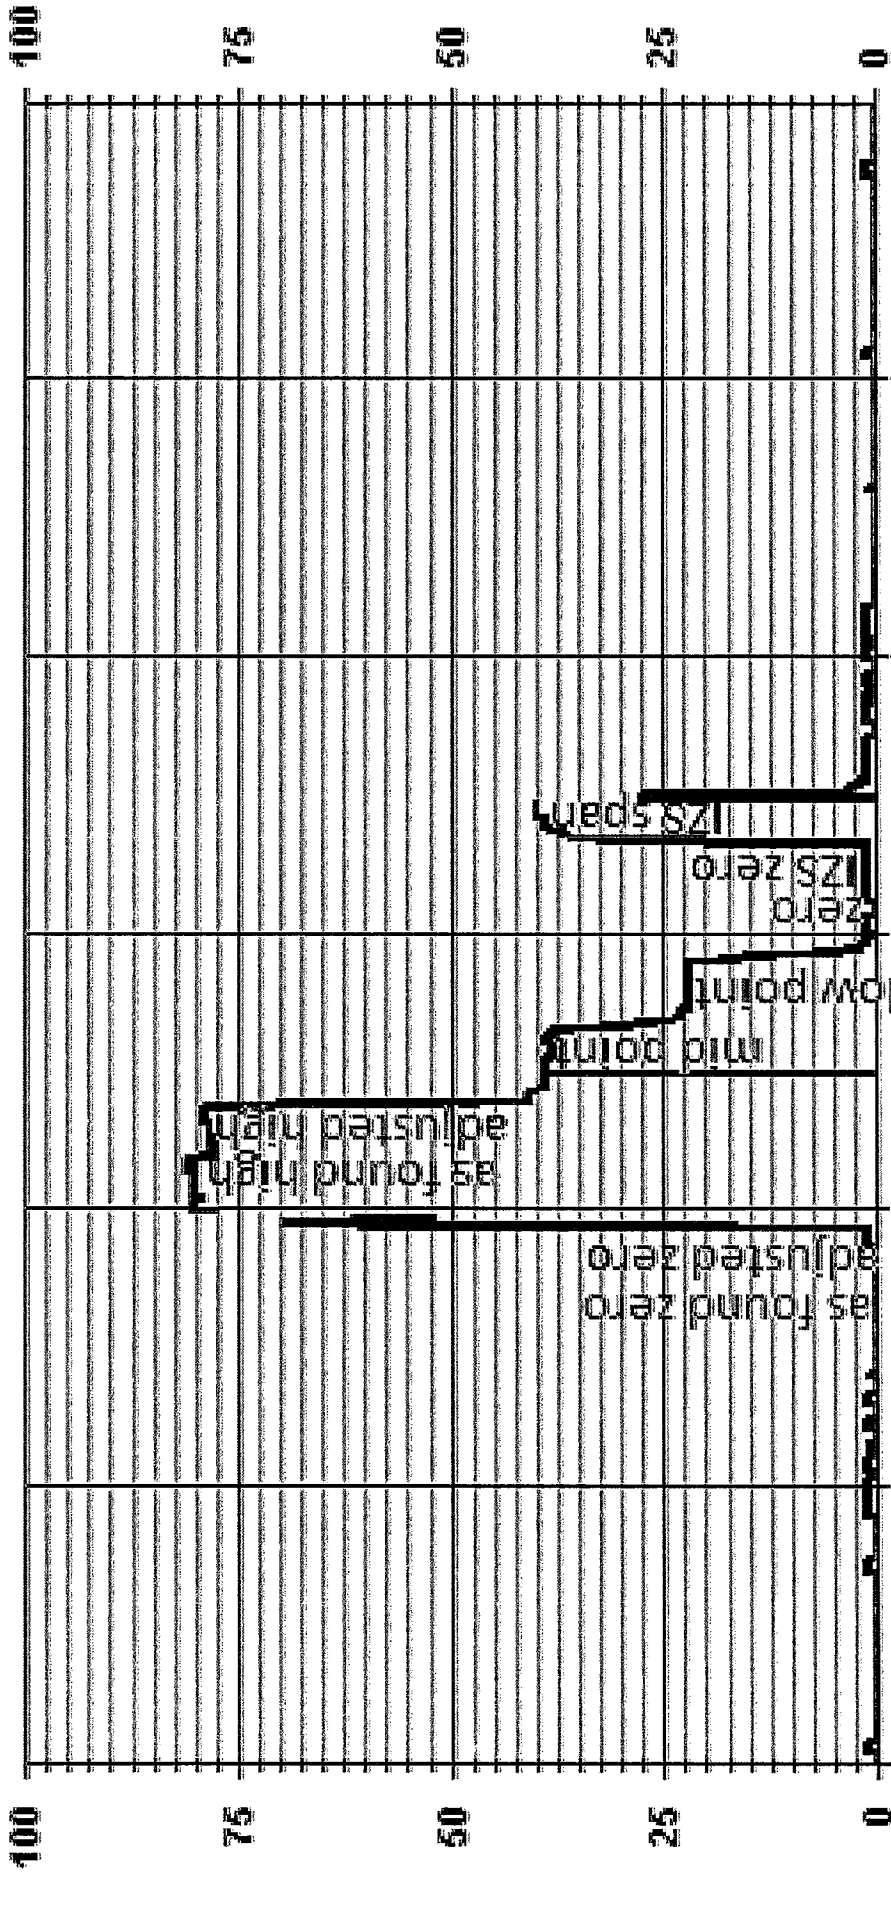 100
75
50
25
0
as found zero
adjusted zero
as found high
adjusted high
mid point
low point
zero
IZS zero
IZS span
100
75
50
25
0